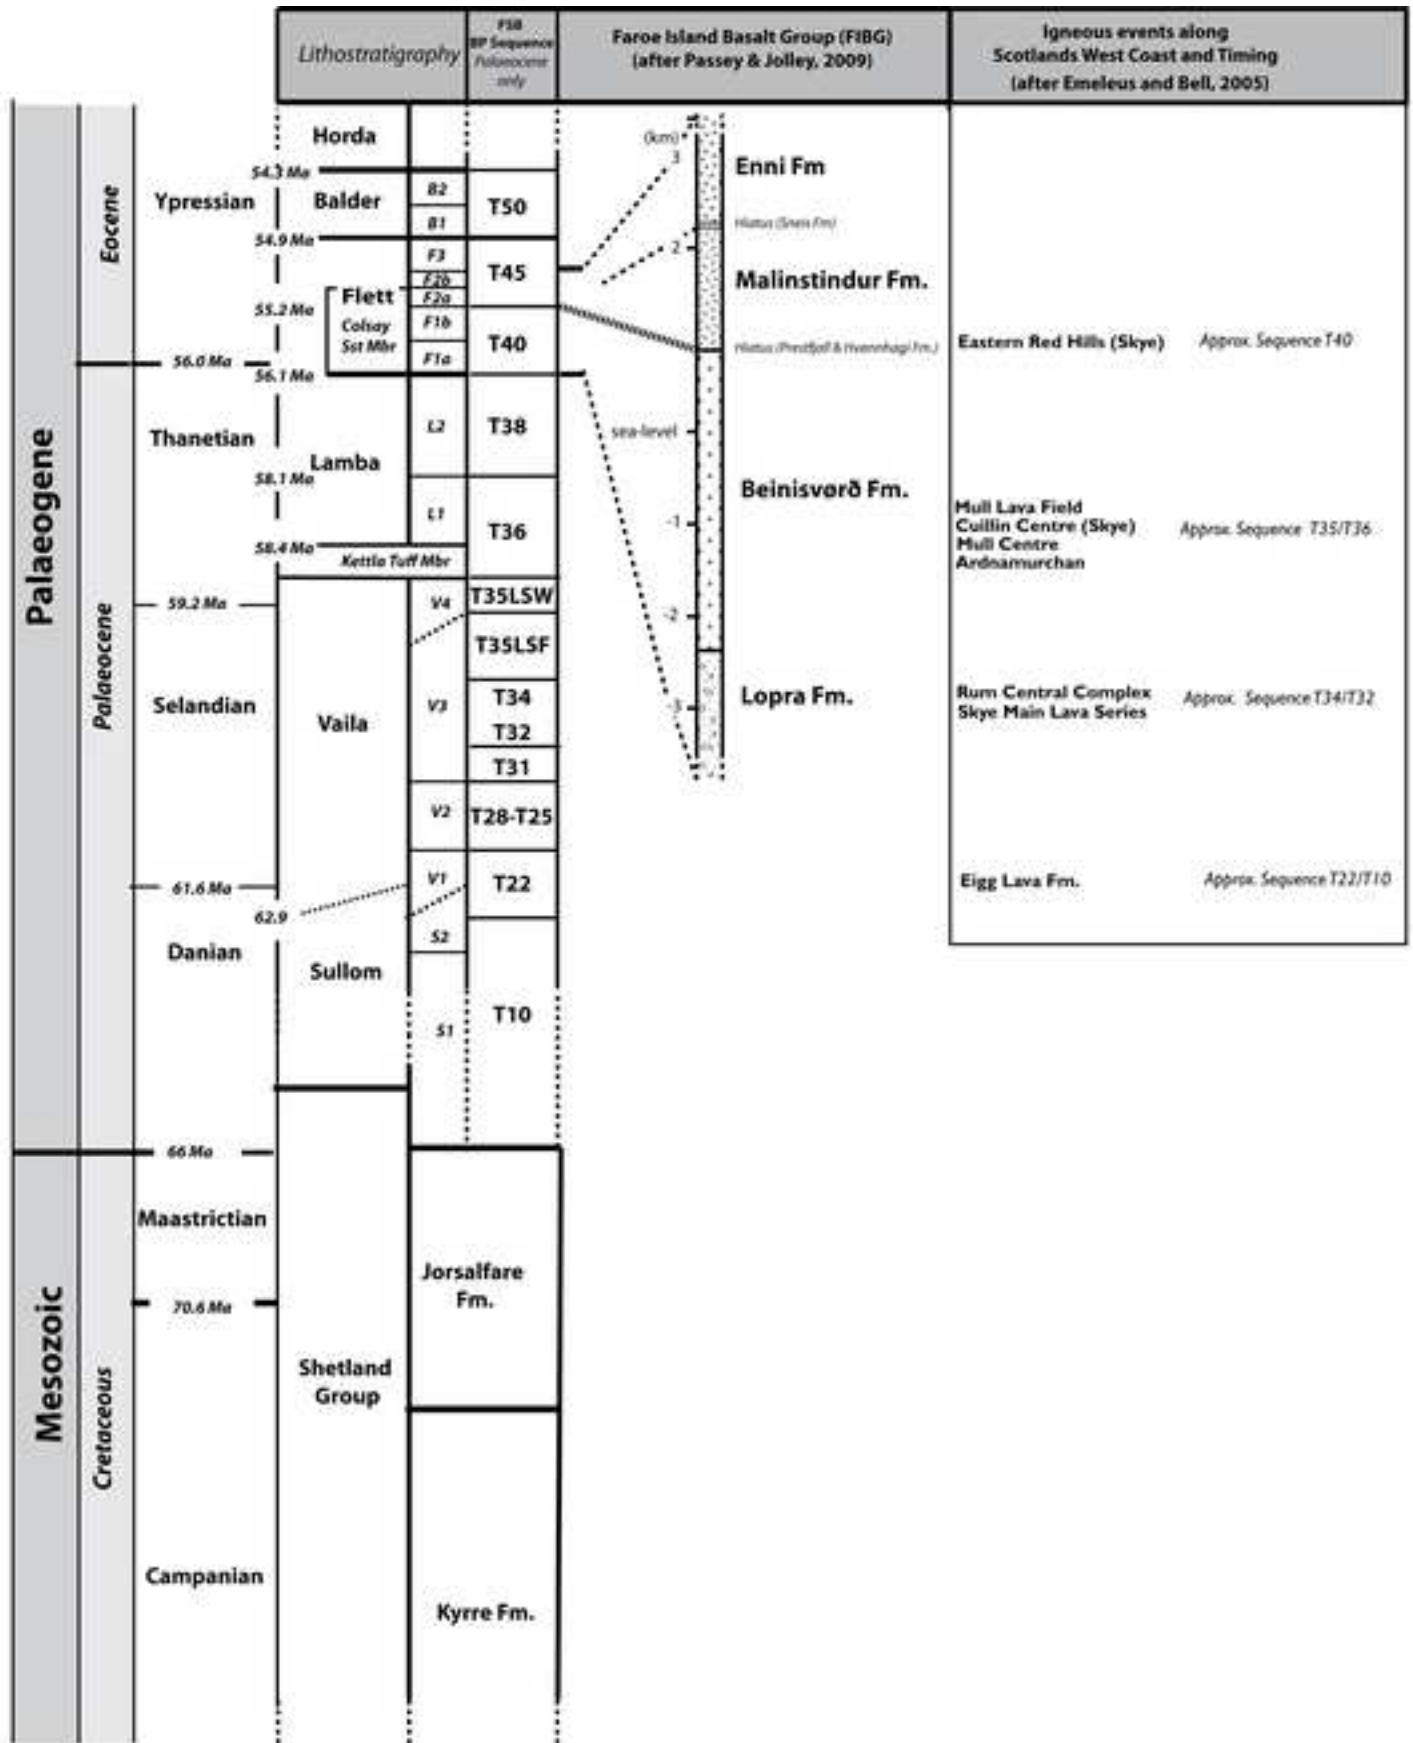 Lithostratigraphy
FSB
BP Sequence
Palaeocene
only
Faroe Island Basalt Group (FIBG)
(after Passey & Jolley, 2009)
Igneous events along
Scotlands West Coast and Timing
(after Emeleus and Bell, 2005)
Palaeogene
Mesozoic
Eocene
Palaeocene
Cretaceous
Ypressian
56.0 Ma
Thanetian
59.2 Ma
Selandian
61.6 Ma
Danian
66 Ma
Maastrictian
70.6 Ma
Campanian
Horda
54.3 Ma
Balder
54.9 Ma
Flett
Colsay
Sst Mbr
55.2 Ma
56.1 Ma
Lamba
58.1 Ma
58.4 Ma
Kettla Tuff Mbr
Vaila
62.9
Sullom
Shetland
Group
B2
B1
F3
F2b
F2a
F1b
F1a
L2
L1
V4
V3
V2
V1
S2
S1
T50
T45
T40
T38
T36
T35LSW
T35LSF
T34
T32
T31
T28-T25
T22
T10
Jorsalfare
Fm.
Kyrre Fm.
(km)
3
2
sea-level
-1
-2
-3
Enni Fm
Hiatus (Sneis Fm)
Malinstindur Fm.
Hiatus (Prestfjall & Hvannhagi Fm.)
Beinisvørð Fm.
Lopra Fm.
Eastern Red Hills (Skye) Approx. Sequence T40
Mull Lava Field
Cuillin Centre (Skye) Approx. Sequence T35/T36
Mull Centre
Ardnamurchan
Rum Central Complex Approx. Sequence T34/T32
Skye Main Lava Series
Eigg Lava Fm. Approx. Sequence T22/T10